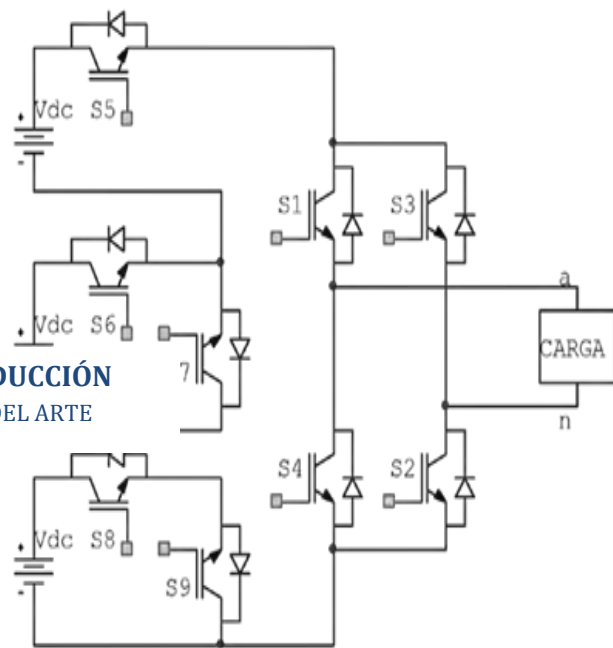 Vdc S5
S1
S3
a
Vdc S6
CARGA
7
DUCCIÓN
DEL ARTE
n
S4
S2
Vdc S8
S9